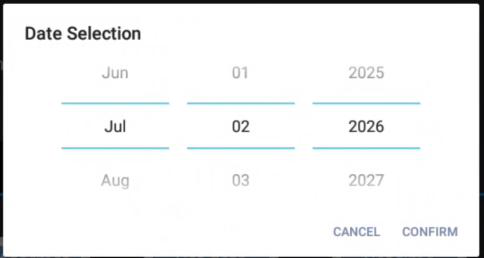 Date Selection
Jun 01 2025
Jul 02 2026
Aug 03 2027
CANCEL CONFIRM